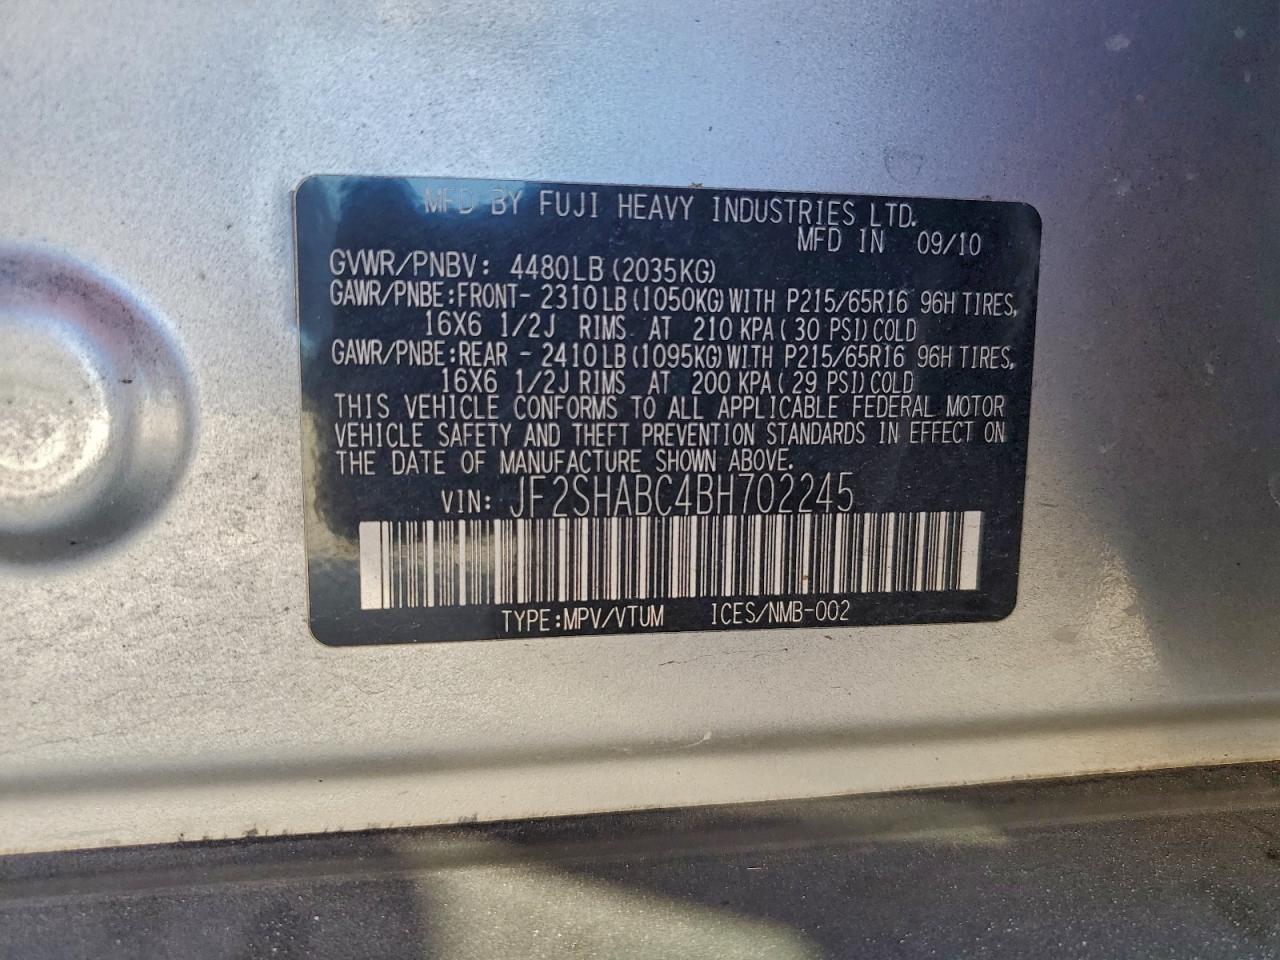 MFD BY FUJI HEAVY INDUSTRIES LTD.
MFD IN 09/10
GVWR/PNBV: 4480LB(2035KG)
GAWR/PNBE:FRONT- 2310LB(1050KG)WITH P215/65R16 96H TIRES,
16X6 1/2J RIMS AT 210 KPA(30 PSI)COLD
GAWR/PNBE:REAR - 2410LB(1095KG)WITH P215/65R16 96H TIRES,
16X6 1/2J RIMS AT 200 KPA(29 PSI)COLD
THIS VEHICLE CONFORMS TO ALL APPLICABLE FEDERAL MOTOR
VEHICLE SAFETY AND THEFT PREVENTION STANDARDS IN EFFECT ON
THE DATE OF MANUFACTURE SHOWN ABOVE.
VIN: JF2SHABC4BH702245
TYPE:MPV/VTUM ICES/NMB-002